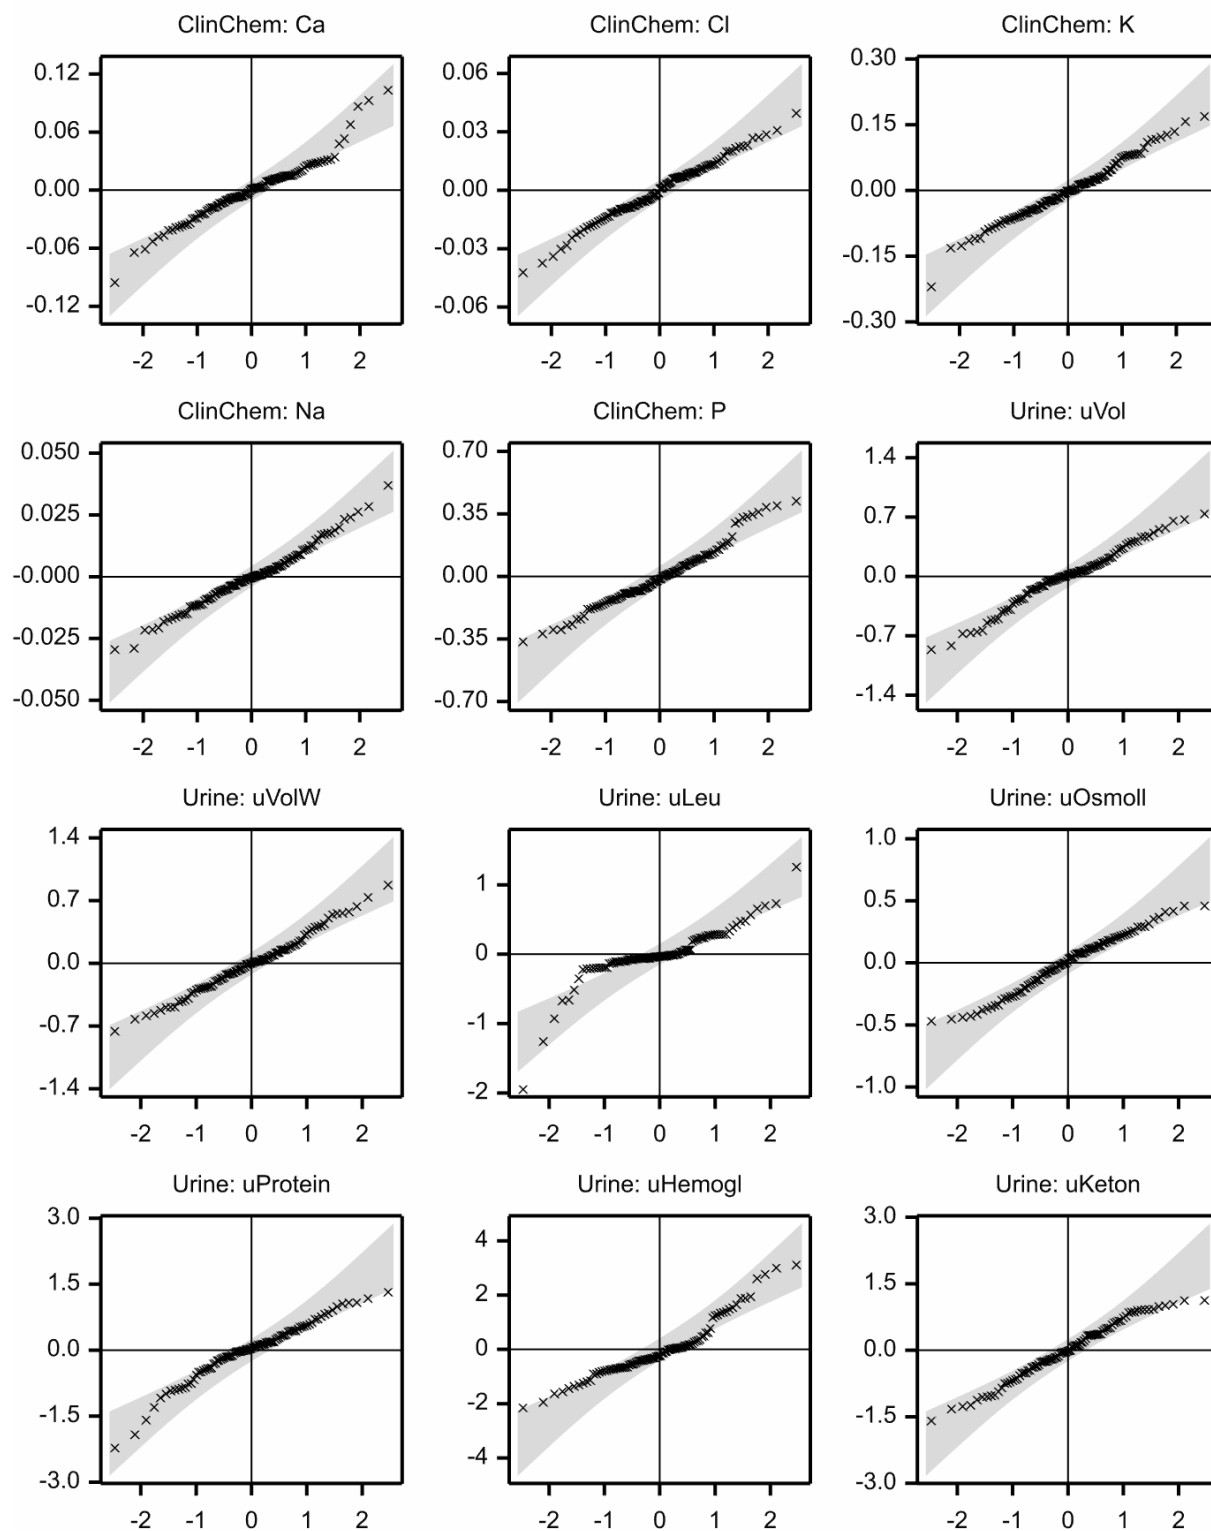 ClinChem: Ca
ClinChem: Cl
ClinChem: K
0.12
0.06
0.00
-0.06
-0.12
-2 -1 0 1 2
0.06
0.03
0.00
-0.03
-0.06
-2 -1 0 1 2
0.30
0.15
0.00
-0.15
-0.30
-2 -1 0 1 2
ClinChem: Na
ClinChem: P
Urine: uVol
0.050
0.025
-0.000
-0.025
-0.050
-2 -1 0 1 2
0.70
0.35
0.00
-0.35
-0.70
-2 -1 0 1 2
1.4
0.7
0.0
-0.7
-1.4
-2 -1 0 1 2
Urine: uVolW
Urine: uLeu
Urine: uOsmoll
1.4
0.7
0.0
-0.7
-1.4
-2 -1 0 1 2
1
0
-1
-2
-2 -1 0 1 2
1.0
0.5
0.0
-0.5
-1.0
-2 -1 0 1 2
Urine: uProtein
Urine: uHemogl
Urine: uKeton
3.0
1.5
0.0
-1.5
-3.0
-2 -1 0 1 2
4
2
0
-2
-4
-2 -1 0 1 2
3.0
1.5
0.0
-1.5
-3.0
-2 -1 0 1 2